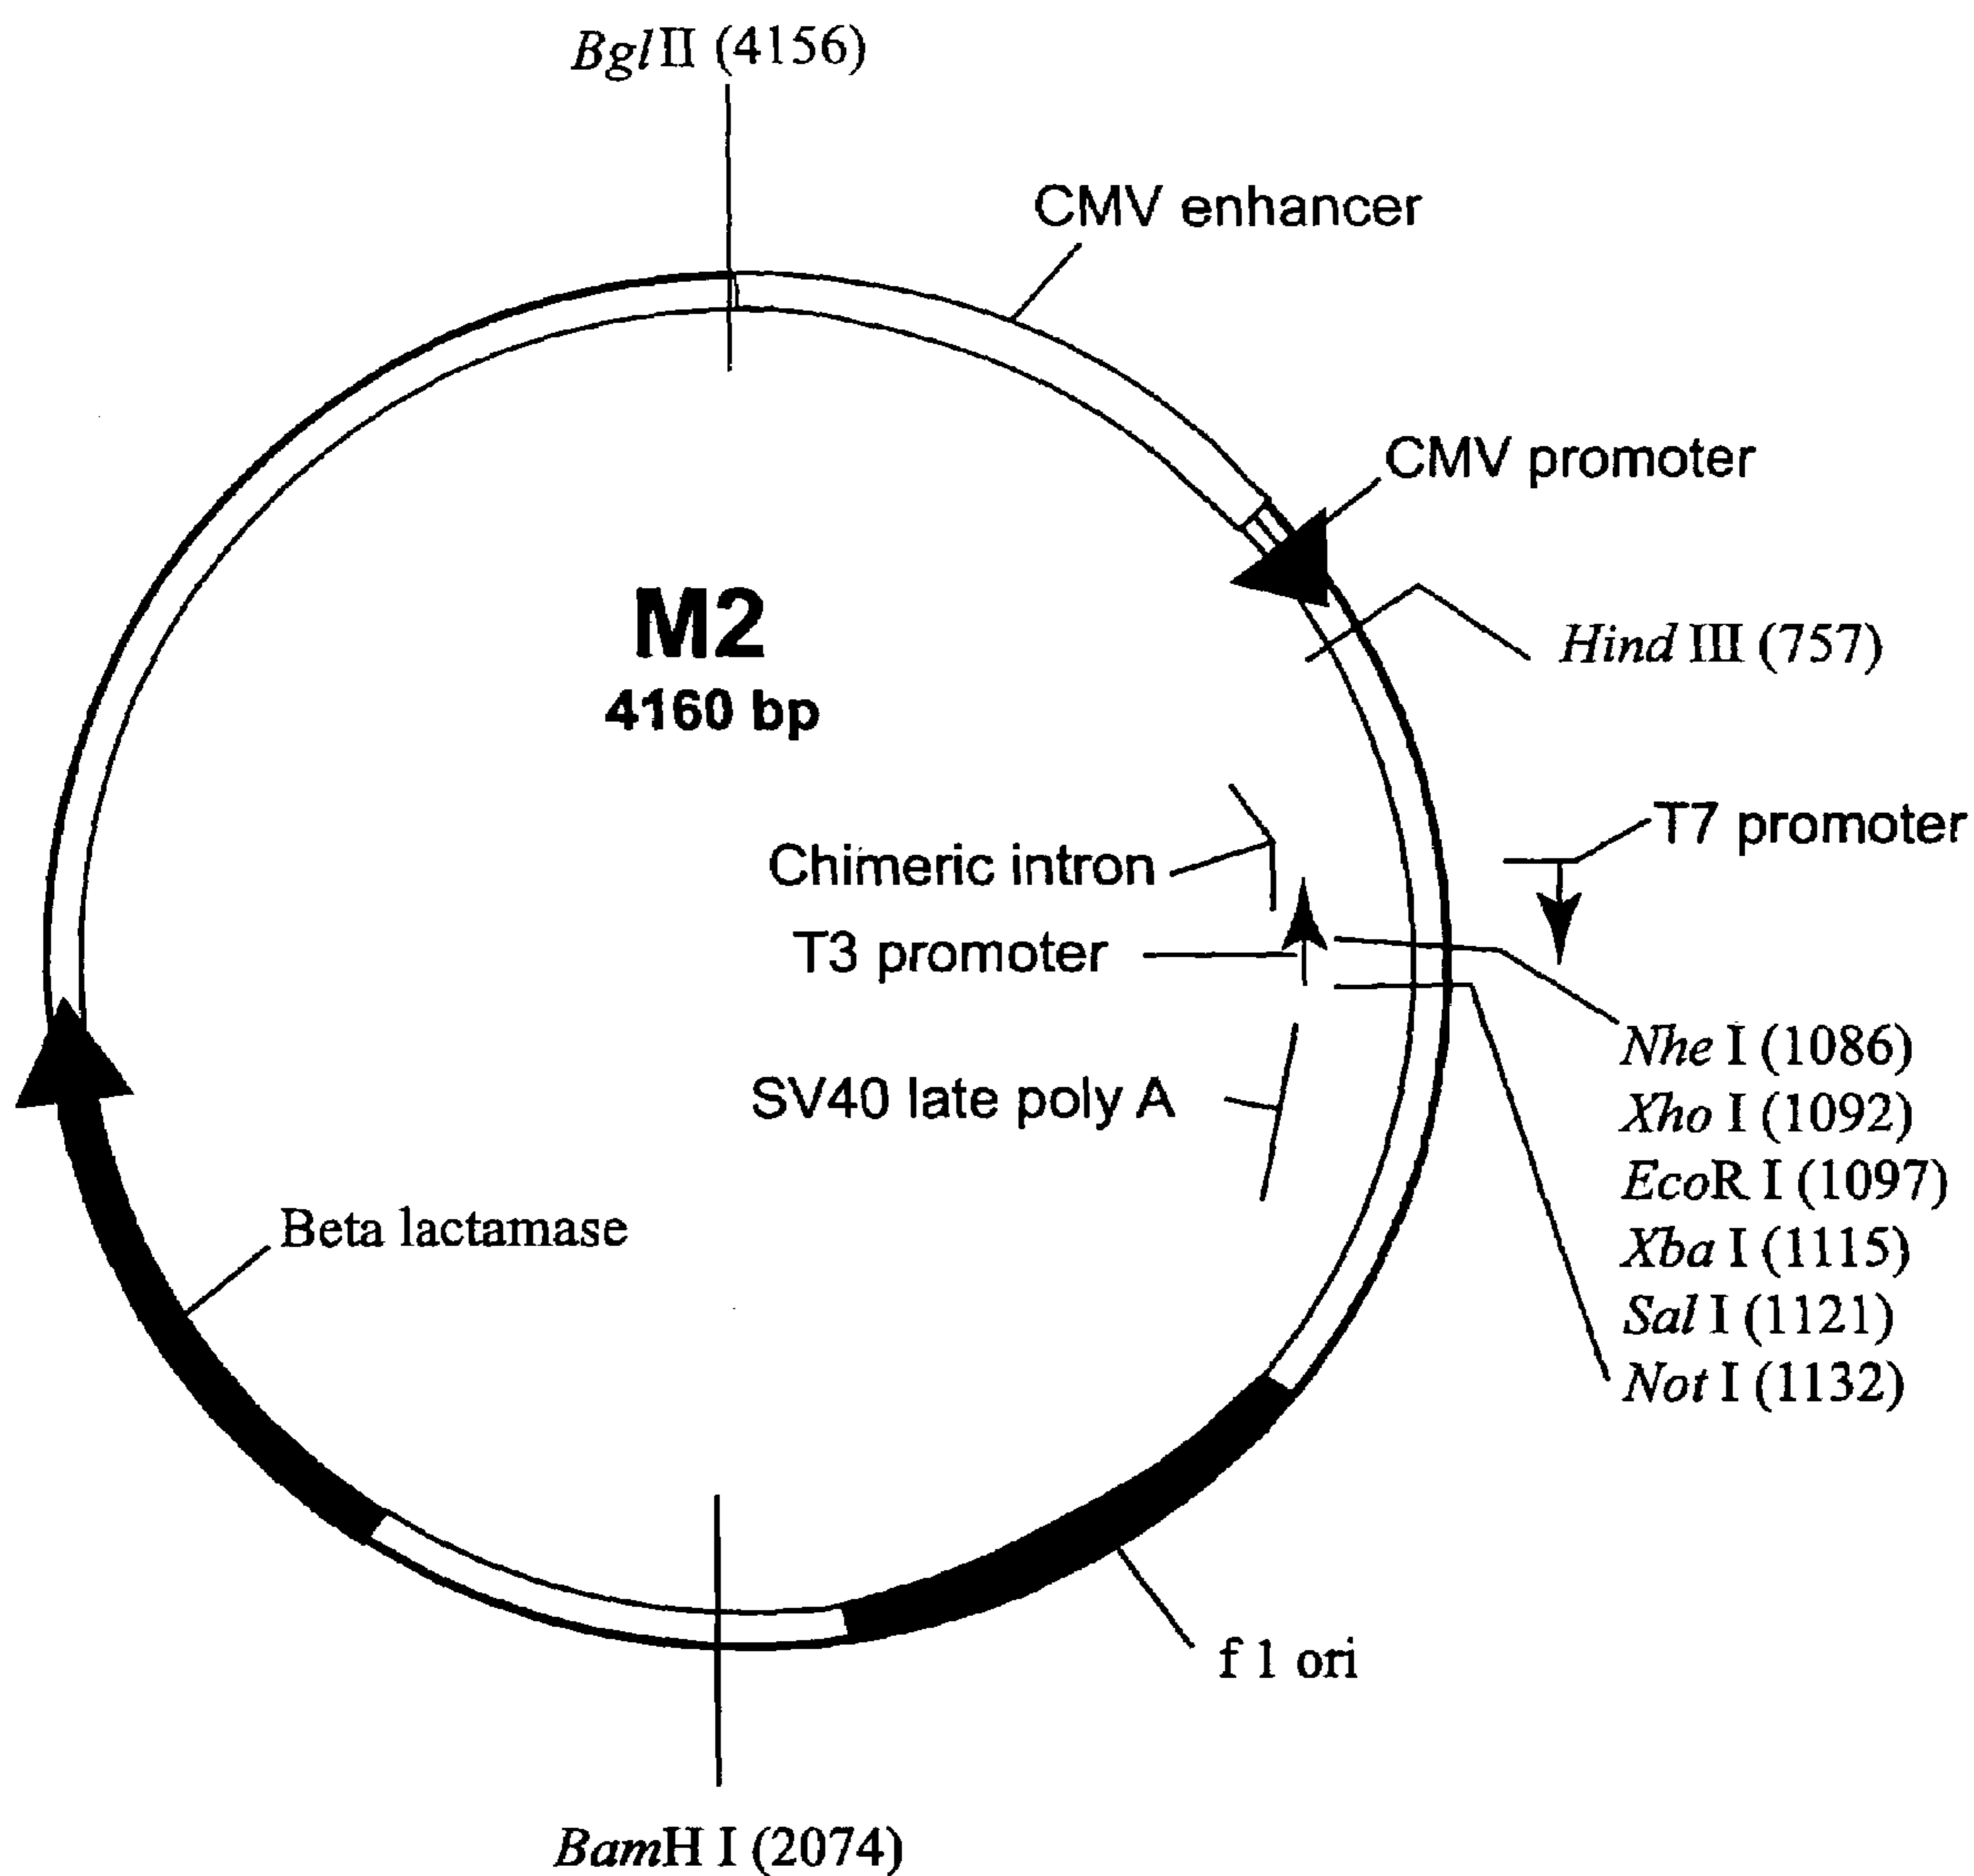 Bgl II (4156)
CMV enhancer
CMV promoter
M2
4160 bp
Hind III (757)
T7 promoter
Chimeric intron
T3 promoter
SV40 late poly A
Nhe I (1086)
Xho I (1092)
EcoR I (1097)
Xba I (1115)
Sal I (1121)
Not I (1132)
Beta lactamase
f 1 ori
BamH I (2074)